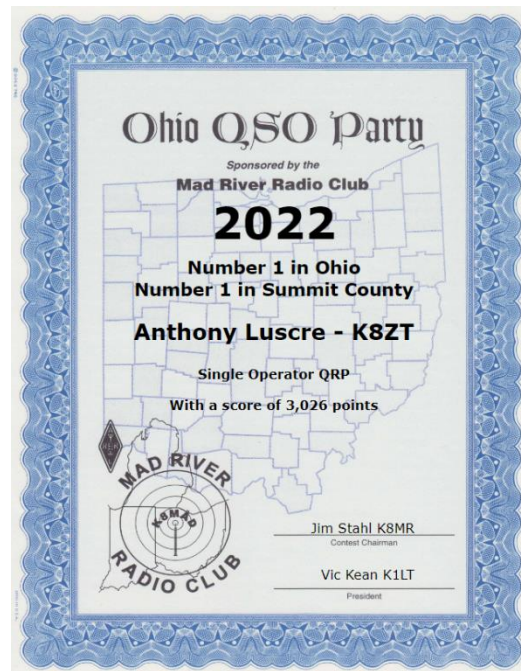 Ohio QSO Party
Sponsored by the
Mad River Radio Club
2022
Number 1 in Ohio
Number 1 in Summit County
Anthony Luscre - K8ZT
Single Operator QRP
With a score of 3,026 points
MAD RIVER
K8MAD
RADIO CLUB
Jim Stahl K8MR
Contest Chairman
Vic Kean K1LT
President